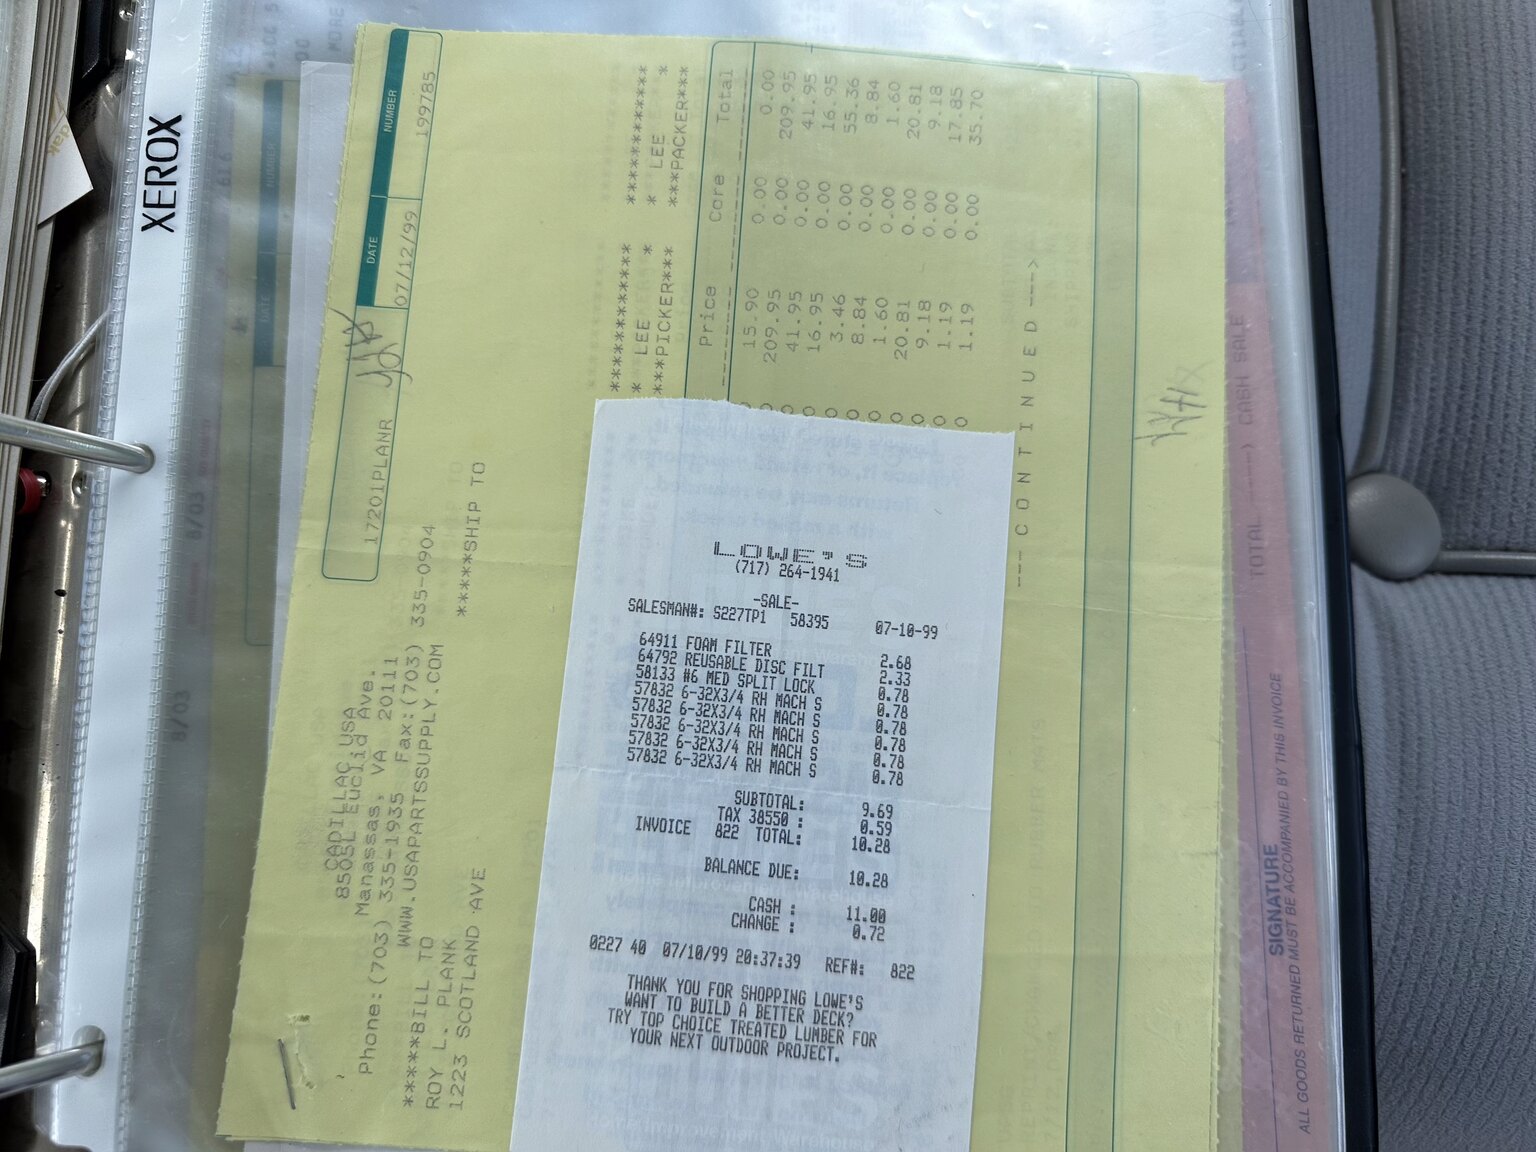 XEROX
NUMBER
199785
DATE
07/12/99
17201PLANR
CADILLAC USA
8505L Euclid Ave.
Manassas, VA 20111
Phone:(703) 335-1935 Fax:(703) 335-0904
WWW.USAPARTSSUPPLY.COM
*****BILL TO
*****SHIP TO
ROY L. PLANK
1223 SCOTLAND AVE
* LEE *
***PICKER***
* LEE *
***PACKER***
Price Core Total
15.90 0.00 0.00
209.95 0.00 209.95
41.95 0.00 41.95
16.95 0.00 16.95
3.46 0.00 55.36
8.84 0.00 8.84
1.60 0.00 1.60
20.81 0.00 20.81
9.18 0.00 9.18
1.19 0.00 17.85
1.19 0.00 35.70
--- C O N T I N U E D --->
LOWE'S
(717) 264-1941
-SALE-
SALESMAN#: S227TP1 58395 07-10-99
64911 FOAM FILTER 2.68
64792 REUSABLE DISC FILT 2.33
58133 #6 MED SPLIT LOCK 0.78
57832 6-32X3/4 RH MACH S 0.78
57832 6-32X3/4 RH MACH S 0.78
57832 6-32X3/4 RH MACH S 0.78
57832 6-32X3/4 RH MACH S 0.78
57832 6-32X3/4 RH MACH S 0.78
SUBTOTAL: 9.69
TAX 38550 : 0.59
INVOICE 822 TOTAL: 10.28
BALANCE DUE: 10.28
CASH : 11.00
CHANGE : 0.72
0227 40 07/10/99 20:37:39 REF#: 822
THANK YOU FOR SHOPPING LOWE'S
WANT TO BUILD A BETTER DECK?
TRY TOP CHOICE TREATED LUMBER FOR
YOUR NEXT OUTDOOR PROJECT.
TOTAL ----) CASH SALE
SIGNATURE
ALL GOODS RETURNED MUST BE ACCOMPANIED BY THIS INVOICE
8/03
8/03